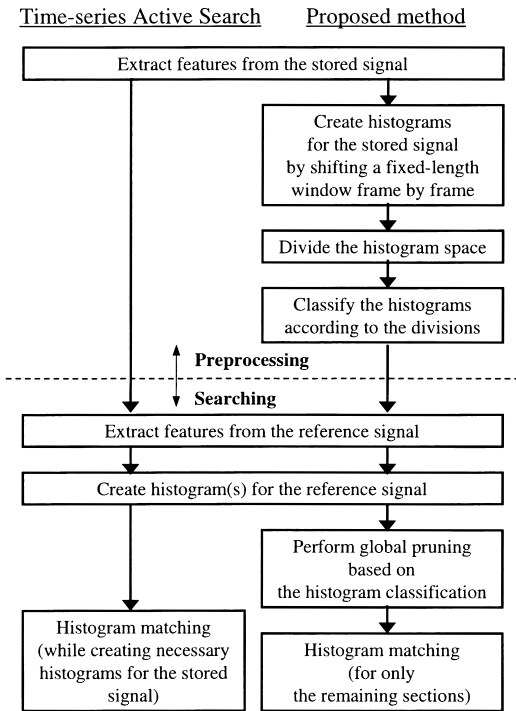 Time-series Active Search
Proposed method
Extract features from the stored signal
Create histograms
for the stored signal
by shifting a fixed-length
window frame by frame
Divide the histogram space
Classify the histograms
according to the divisions
Preprocessing
Searching
Extract features from the reference signal
Create histogram(s) for the reference signal
Perform global pruning
based on
the histogram classification
Histogram matching
(while creating necessary
histograms for the stored
signal)
Histogram matching
(for only
the remaining sections)